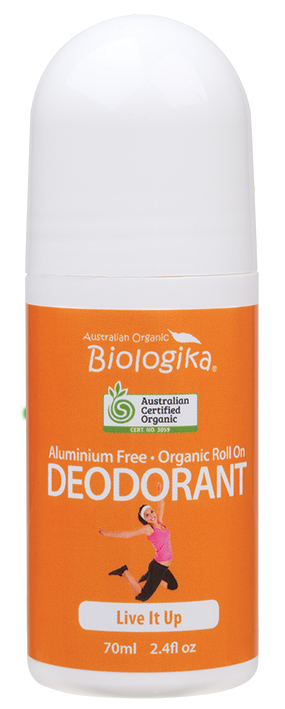 Australian Organic
Biologika®
Australian
Certified
Organic
CERT. NO. 3059
Aluminium Free • Organic Roll On
DEODORANT
Live It Up
70ml 2.4fl oz